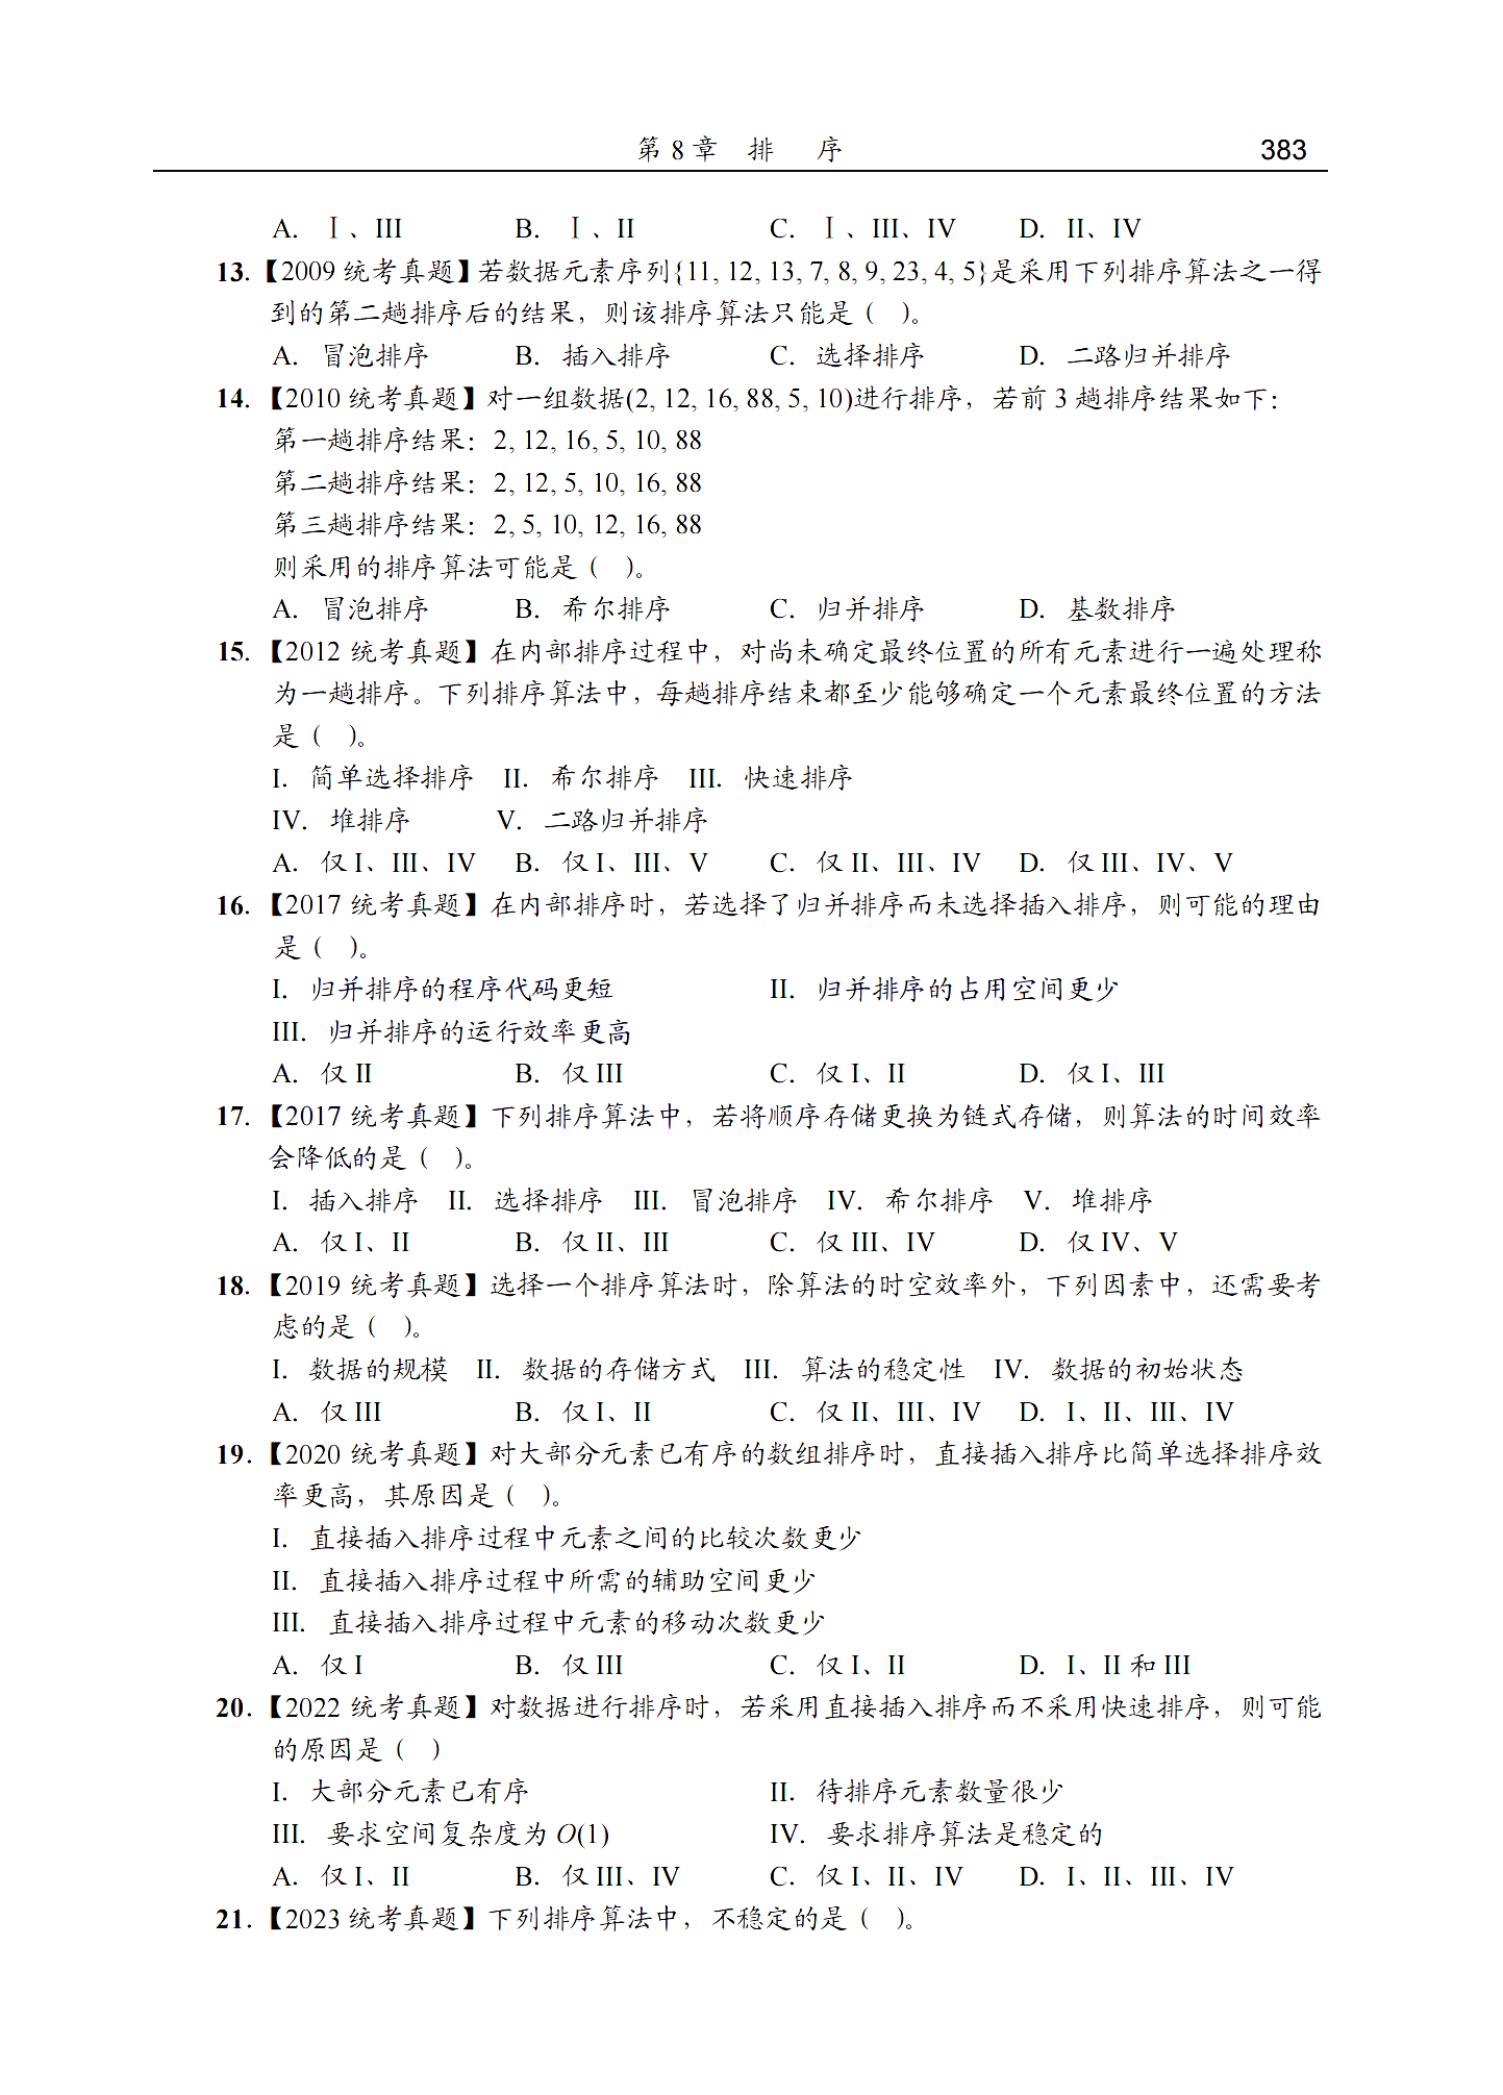 第 8 章 排 序 383
A. Ⅰ、III B. Ⅰ、II C. Ⅰ、III、IV D. II、IV
13.【2009 统考真题】若数据元素序列{11, 12, 13, 7, 8, 9, 23, 4, 5}是采用下列排序算法之一得
到的第二趟排序后的结果，则该排序算法只能是（ ）。
A. 冒泡排序 B. 插入排序 C. 选择排序 D. 二路归并排序
14.【2010 统考真题】对一组数据(2, 12, 16, 88, 5, 10)进行排序，若前 3 趟排序结果如下：
第一趟排序结果：2, 12, 16, 5, 10, 88
第二趟排序结果：2, 12, 5, 10, 16, 88
第三趟排序结果：2, 5, 10, 12, 16, 88
则采用的排序算法可能是（ ）。
A. 冒泡排序 B. 希尔排序 C. 归并排序 D. 基数排序
15.【2012 统考真题】在内部排序过程中，对尚未确定最终位置的所有元素进行一遍处理称
为一趟排序。下列排序算法中，每趟排序结束都至少能够确定一个元素最终位置的方法
是（ ）。
I. 简单选择排序 II. 希尔排序 III. 快速排序
IV. 堆排序 V. 二路归并排序
A. 仅 I、III、IV B. 仅 I、III、V C. 仅 II、III、IV D. 仅 III、IV、V
16.【2017 统考真题】在内部排序时，若选择了归并排序而未选择插入排序，则可能的理由
是（ ）。
I. 归并排序的程序代码更短 II. 归并排序的占用空间更少
III. 归并排序的运行效率更高
A. 仅 II B. 仅 III C. 仅 I、II D. 仅 I、III
17.【2017 统考真题】下列排序算法中，若将顺序存储更换为链式存储，则算法的时间效率
会降低的是（ ）。
I. 插入排序 II. 选择排序 III. 冒泡排序 IV. 希尔排序 V. 堆排序
A. 仅 I、II B. 仅 II、III C. 仅 III、IV D. 仅 IV、V
18.【2019 统考真题】选择一个排序算法时，除算法的时空效率外，下列因素中，还需要考
虑的是（ ）。
I. 数据的规模 II. 数据的存储方式 III. 算法的稳定性 IV. 数据的初始状态
A. 仅 III B. 仅 I、II C. 仅 II、III、IV D. I、II、III、IV
19.【2020 统考真题】对大部分元素已有序的数组排序时，直接插入排序比简单选择排序效
率更高，其原因是（ ）。
I. 直接插入排序过程中元素之间的比较次数更少
II. 直接插入排序过程中所需的辅助空间更少
III. 直接插入排序过程中元素的移动次数更少
A. 仅 I B. 仅 III C. 仅 I、II D. I、II 和 III
20.【2022 统考真题】对数据进行排序时，若采用直接插入排序而不采用快速排序，则可能
的原因是（ ）
I. 大部分元素已有序 II. 待排序元素数量很少
III. 要求空间复杂度为 O(1) IV. 要求排序算法是稳定的
A. 仅 I、II B. 仅 III、IV C. 仅 I、II、IV D. I、II、III、IV
21.【2023 统考真题】下列排序算法中，不稳定的是（ ）。